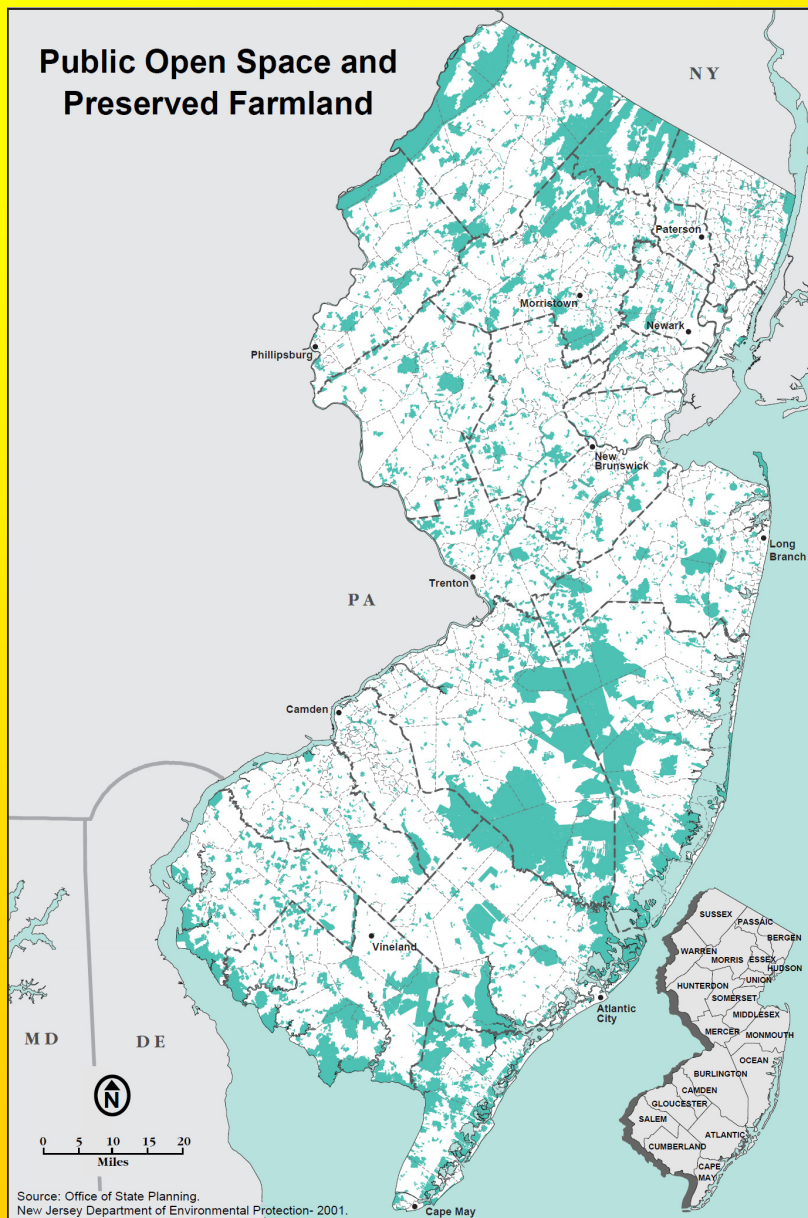 Public Open Space and
Preserved Farmland
NY
Paterson
Morristown
Newark
Phillipsburg
New
Brunswick
Long
Branch
Trenton
PA
Camden
Vineland
Atlantic
City
MD
DE
N
0 5 10 15 20
Miles
Cape May
Source: Office of State Planning.
New Jersey Department of Environmental Protection- 2001.
SUSSEX
PASSAIC
BERGEN
WARREN
MORRIS
ESSEX
HUDSON
UNION
HUNTERDON
SOMERSET
MIDDLESEX
MERCER
MONMOUTH
OCEAN
BURLINGTON
CAMDEN
GLOUCESTER
SALEM
ATLANTIC
CUMBERLAND
CAPE
MAY